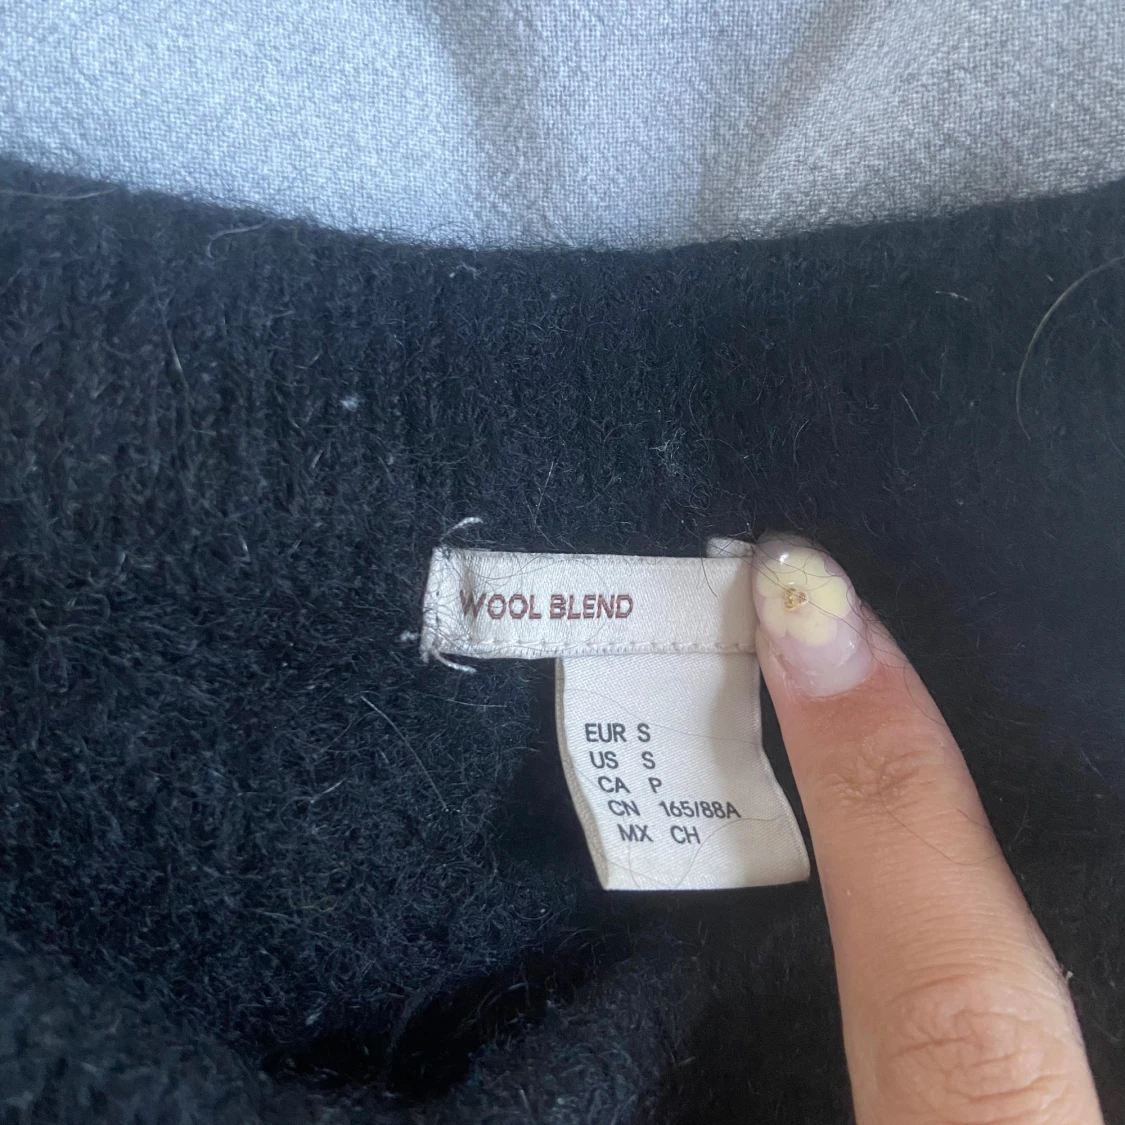 WOOL BLEND
EUR S
US S
CA P
CN 165/88A
MX CH